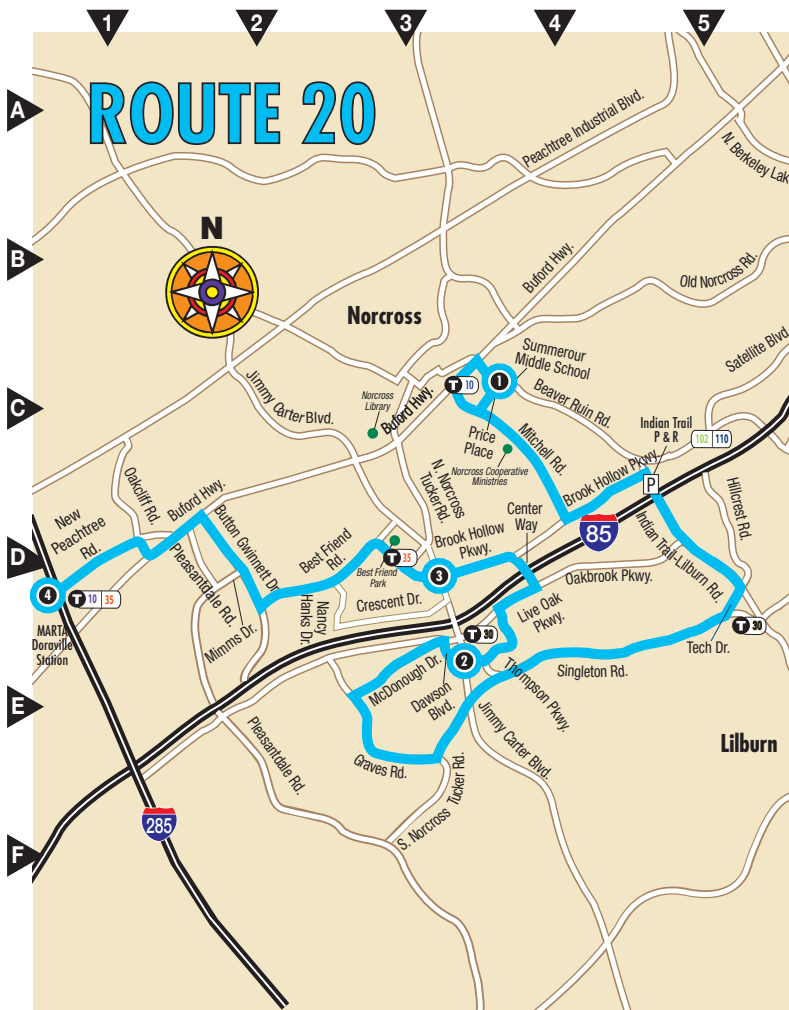 1
2
3
4
5
A
ROUTE 20
Peachtree Industrial Blvd.
N. Berkeley Lake
N
B
Buford Hwy.
Old Norcross Rd.
Norcross
Satellite Blvd.
Summerour
Middle School
T 10
1
Jimmy Carter Blvd.
Norcross
Library
Buford Hwy.
Beaver Ruin Rd.
C
Price
Place
Mitchell Rd.
Indian Trail
P & R
102 110
Norcross Cooperative
Ministries
N. Norcross
Tucker Rd.
Brook Hollow Pkwy.
P
Oakcliff Rd.
Buford Hwy.
Center
Way
Hillcrest Rd.
New
Peachtree
Rd.
Button Gwinnett Dr.
Best Friend
Rd.
Brook Hollow
Pkwy.
85
Indian Trail-Lilburn Rd.
D
Pleasantdale Rd.
T 35
Best Friend
Park
3
Oakbrook Pkwy.
4
T 10 35
Nancy
Hanks Dr.
Crescent Dr.
Live Oak
Pkwy.
MARTA
Doraville
Station
Mimms Dr.
T 30
T 30
Tech Dr.
2
McDonough Dr.
Dawson
Blvd.
Thompson Pkwy.
Singleton Rd.
E
Pleasantdale Rd.
Jimmy Carter Blvd.
Lilburn
Graves Rd.
S. Norcross Tucker Rd.
285
F